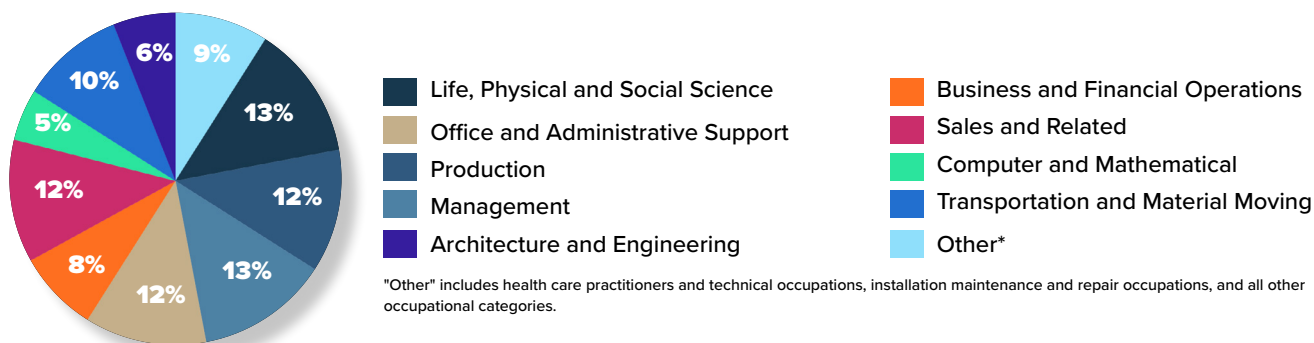 6%
9%
10%
13%
5%
12%
12%
8%
12%
13%
Life, Physical and Social Science
Office and Administrative Support
Production
Management
Architecture and Engineering
Business and Financial Operations
Sales and Related
Computer and Mathematical
Transportation and Material Moving
Other*
"Other" includes health care practitioners and technical occupations, installation maintenance and repair occupations, and all other
occupational categories.